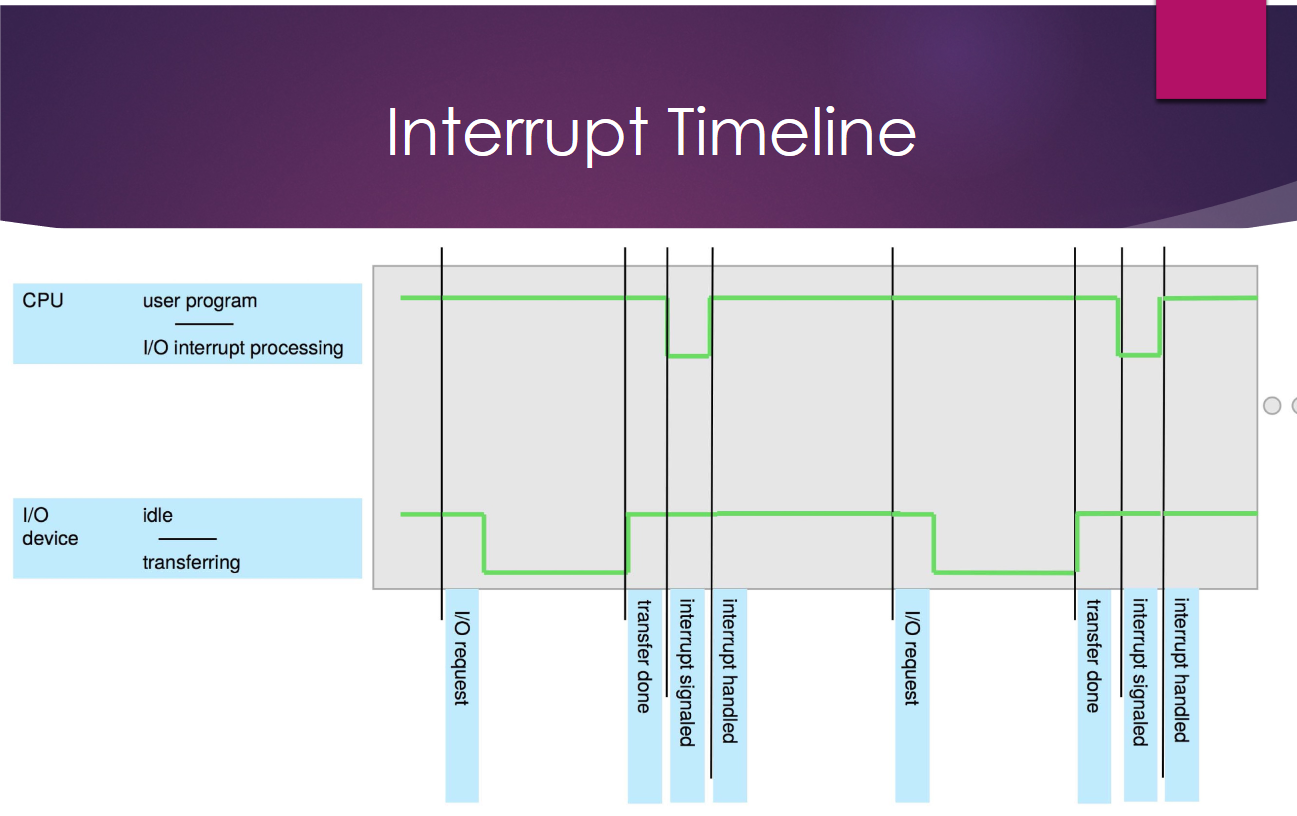 Interrupt Timeline
CPU
user program
I/O interrupt processing
I/O
device
idle
transferring
I/O request
transfer done
interrupt signaled
interrupt handled
I/O request
transfer done
interrupt signaled
interrupt handled